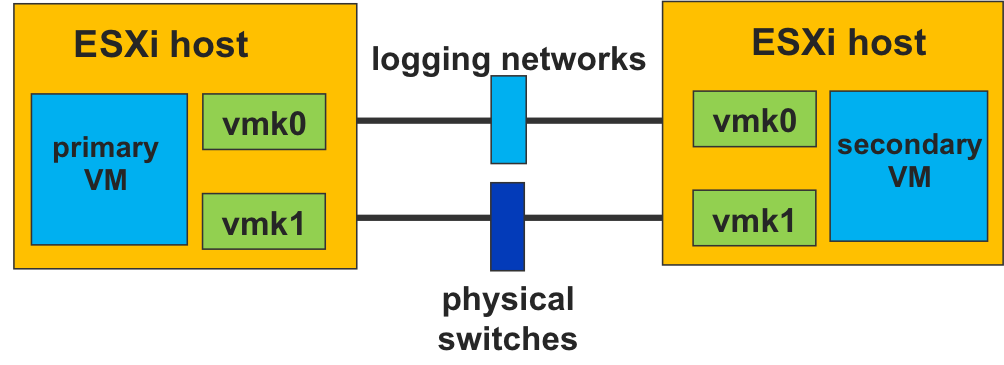 ESXi host
primary
VM
vmk0
vmk1
logging networks
physical
switches
ESXi host
vmk0
vmk1
secondary
VM